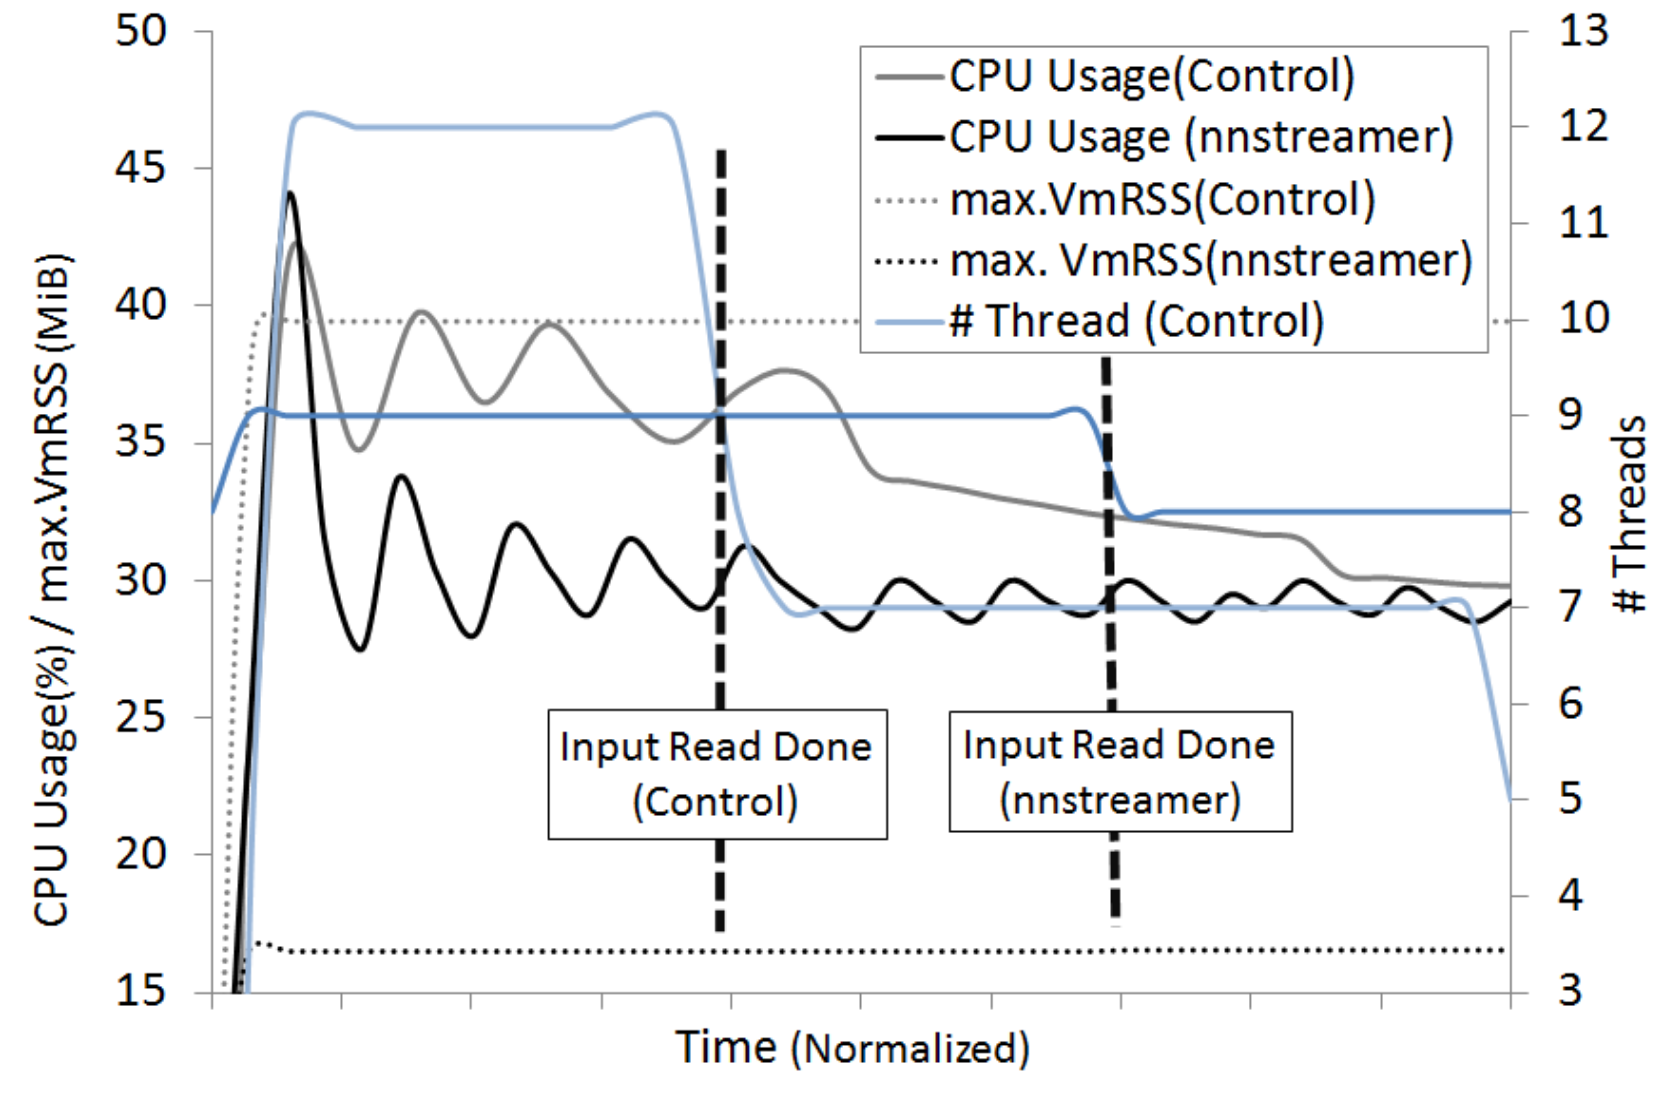 50
45
40
35
30
25
20
15
CPU Usage(%) / max.VmRSS (MiB)
CPU Usage(Control)
CPU Usage (nnstreamer)
max.VmRSS(Control)
max. VmRSS(nnstreamer)
# Thread (Control)
Input Read Done
(Control)
Input Read Done
(nnstreamer)
13
12
11
10
9
8
7
6
5
4
3
# Threads
Time (Normalized)